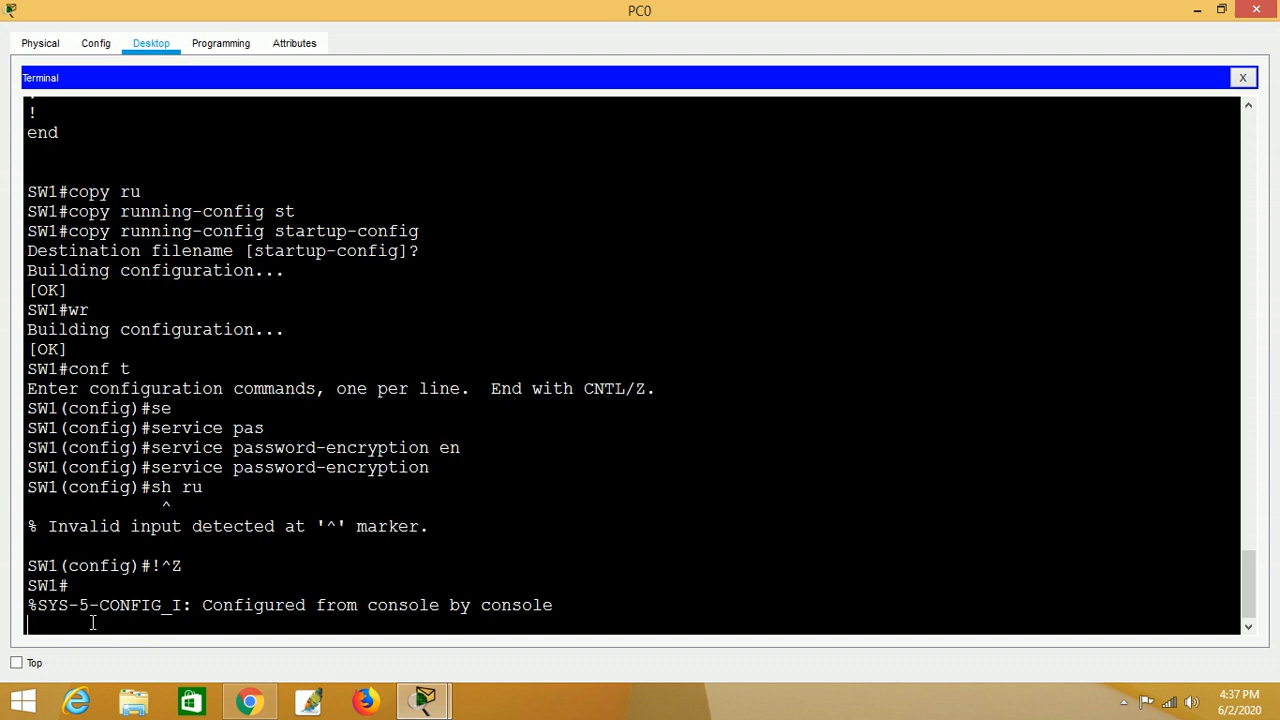 PC0
Physical Config Desktop Programming Attributes
Terminal
X
!
end
SW1#copy ru
SW1#copy running-config st
SW1#copy running-config startup-config
Destination filename [startup-config]?
Building configuration...
[OK]
SW1#wr
Building configuration...
[OK]
SW1#conf t
Enter configuration commands, one per line.  End with CNTL/Z.
SW1(config)#se
SW1(config)#service pas
SW1(config)#service password-encryption en
SW1(config)#service password-encryption
SW1(config)#sh ru
^
% Invalid input detected at '^' marker.
SW1(config)#!^Z
SW1#
%SYS-5-CONFIG_I: Configured from console by console
Top
4:37 PM
6/2/2020